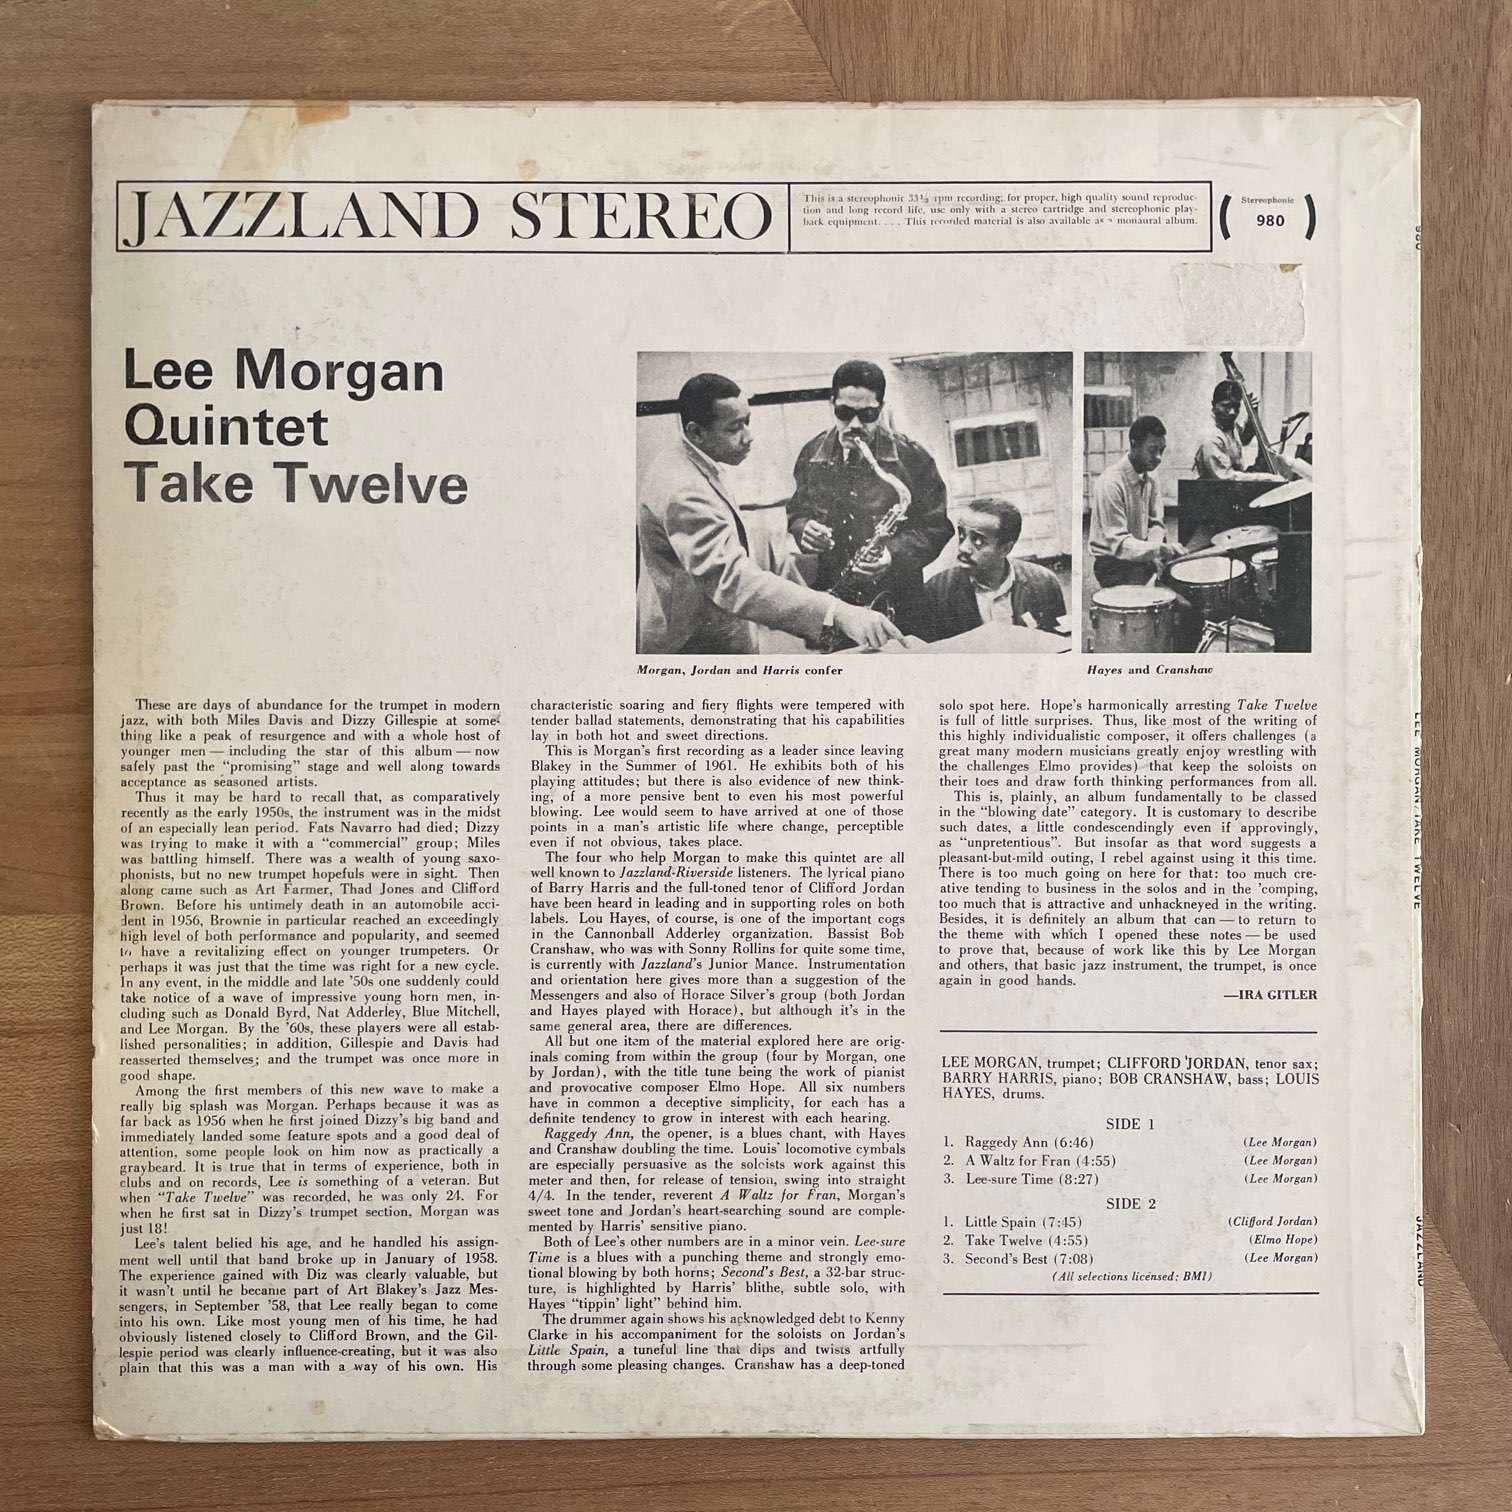 JAZZLAND STEREO
This is a stereophonic 33⅓ rpm recording; for proper, high quality sound reproduc-
tion and long record life, use only with a stereo cartridge and stereophonic play-
back equipment. . . . This recorded material is also available as a monaural album.
Stereophonic
980
Lee Morgan
Quintet
Take Twelve
Morgan, Jordan and Harris confer
Hayes and Cranshaw
These are days of abundance for the trumpet in modern
jazz, with both Miles Davis and Dizzy Gillespie at some-
thing like a peak of resurgence and with a whole host of
younger men — including the star of this album — now
safely past the “promising” stage and well along towards
acceptance as seasoned artists.
Thus it may be hard to recall that, as comparatively
recently as the early 1950s, the instrument was in the midst
of an especially lean period. Fats Navarro had died; Dizzy
was trying to make it with a “commercial” group; Miles
was battling himself. There was a wealth of young saxo-
phonists, but no new trumpet hopefuls were in sight. Then
along came such as Art Farmer, Thad Jones and Clifford
Brown. Before his untimely death in an automobile acci-
dent in 1956, Brownie in particular reached an exceedingly
high level of both performance and popularity, and seemed
to have a revitalizing effect on younger trumpeters. Or
perhaps it was just that the time was right for a new cycle.
In any event, in the middle and late ’50s one suddenly could
take notice of a wave of impressive young horn men, in-
cluding such as Donald Byrd, Nat Adderley, Blue Mitchell,
and Lee Morgan. By the ’60s, these players were all estab-
lished personalities; in addition, Gillespie and Davis had
reasserted themselves; and the trumpet was once more in
good shape.
Among the first members of this new wave to make a
really big splash was Morgan. Perhaps because it was as
far back as 1956 when he first joined Dizzy’s big band and
immediately landed some feature spots and a good deal of
attention, some people look on him now as practically a
graybeard. It is true that in terms of experience, both in
clubs and on records, Lee is something of a veteran. But
when “Take Twelve” was recorded, he was only 24. For
when he first sat in Dizzy’s trumpet section, Morgan was
just 18!
Lee’s talent belied his age, and he handled his assign-
ment well until that band broke up in January of 1958.
The experience gained with Diz was clearly valuable, but
it wasn’t until he became part of Art Blakey’s Jazz Mes-
sengers, in September ’58, that Lee really began to come
into his own. Like most young men of his time, he had
obviously listened closely to Clifford Brown, and the Gil-
lespie period was clearly influence-creating, but it was also
plain that this was a man with a way of his own. His
characteristic soaring and fiery flights were tempered with
tender ballad statements, demonstrating that his capabilities
lay in both hot and sweet directions.
This is Morgan’s first recording as a leader since leaving
Blakey in the Summer of 1961. He exhibits both of his
playing attitudes; but there is also evidence of new think-
ing, of a more pensive bent to even his most powerful
blowing. Lee would seem to have arrived at one of those
points in a man’s artistic life where change, perceptible
even if not obvious, takes place.
The four who help Morgan to make this quintet are all
well known to Jazzland-Riverside listeners. The lyrical piano
of Barry Harris and the full-toned tenor of Clifford Jordan
have been heard in leading and in supporting roles on both
labels. Lou Hayes, of course, is one of the important cogs
in the Cannonball Adderley organization. Bassist Bob
Cranshaw, who was with Sonny Rollins for quite some time,
is currently with Jazzland’s Junior Mance. Instrumentation
and orientation here gives more than a suggestion of the
Messengers and also of Horace Silver’s group (both Jordan
and Hayes played with Horace), but although it’s in the
same general area, there are differences.
All but one item of the material explored here are orig-
inals coming from within the group (four by Morgan, one
by Jordan), with the title tune being the work of pianist
and provocative composer Elmo Hope. All six numbers
have in common a deceptive simplicity, for each has a
definite tendency to grow in interest with each hearing.
Raggedy Ann, the opener, is a blues chant, with Hayes
and Cranshaw doubling the time. Louis’ locomotive cymbals
are especially persuasive as the soloists work against this
meter and then, for release of tension, swing into straight
4/4. In the tender, reverent A Waltz for Fran, Morgan’s
sweet tone and Jordan’s heart-searching sound are comple-
mented by Harris’ sensitive piano.
Both of Lee’s other numbers are in a minor vein. Lee-sure
Time is a blues with a punching theme and strongly emo-
tional blowing by both horns; Second’s Best, a 32-bar struc-
ture, is highlighted by Harris’ blithe, subtle solo, with
Hayes “tippin’ light” behind him.
The drummer again shows his acknowledged debt to Kenny
Clarke in his accompaniment for the soloists on Jordan’s
Little Spain, a tuneful line that dips and twists artfully
through some pleasing changes. Cranshaw has a deep-toned
solo spot here. Hope’s harmonically arresting Take Twelve
is full of little surprises. Thus, like most of the writing of
this highly individualistic composer, it offers challenges (a
great many modern musicians greatly enjoy wrestling with
the challenges Elmo provides) that keep the soloists on
their toes and draw forth thinking performances from all.
This is, plainly, an album fundamentally to be classed
in the “blowing date” category. It is customary to describe
such dates, a little condescendingly even if approvingly,
as “unpretentious”. But insofar as that word suggests a
pleasant-but-mild outing, I rebel against using it this time.
There is too much going on here for that: too much cre-
ative tending to business in the solos and in the ’comping,
too much that is attractive and unhackneyed in the writing.
Besides, it is definitely an album that can — to return to
the theme with which I opened these notes — be used
to prove that, because of work like this by Lee Morgan
and others, that basic jazz instrument, the trumpet, is once
again in good hands.
—IRA GITLER
LEE MORGAN, trumpet; CLIFFORD JORDAN, tenor sax;
BARRY HARRIS, piano; BOB CRANSHAW, bass; LOUIS
HAYES, drums.
SIDE 1
1. Raggedy Ann (6:46) (Lee Morgan)
2. A Waltz for Fran (4:55) (Lee Morgan)
3. Lee-sure Time (8:27) (Lee Morgan)
SIDE 2
1. Little Spain (7:45) (Clifford Jordan)
2. Take Twelve (4:55) (Elmo Hope)
3. Second’s Best (7:08) (Lee Morgan)
(All selections licensed: BMI)
980
LEE MORGAN/TAKE TWELVE
JAZZLAND